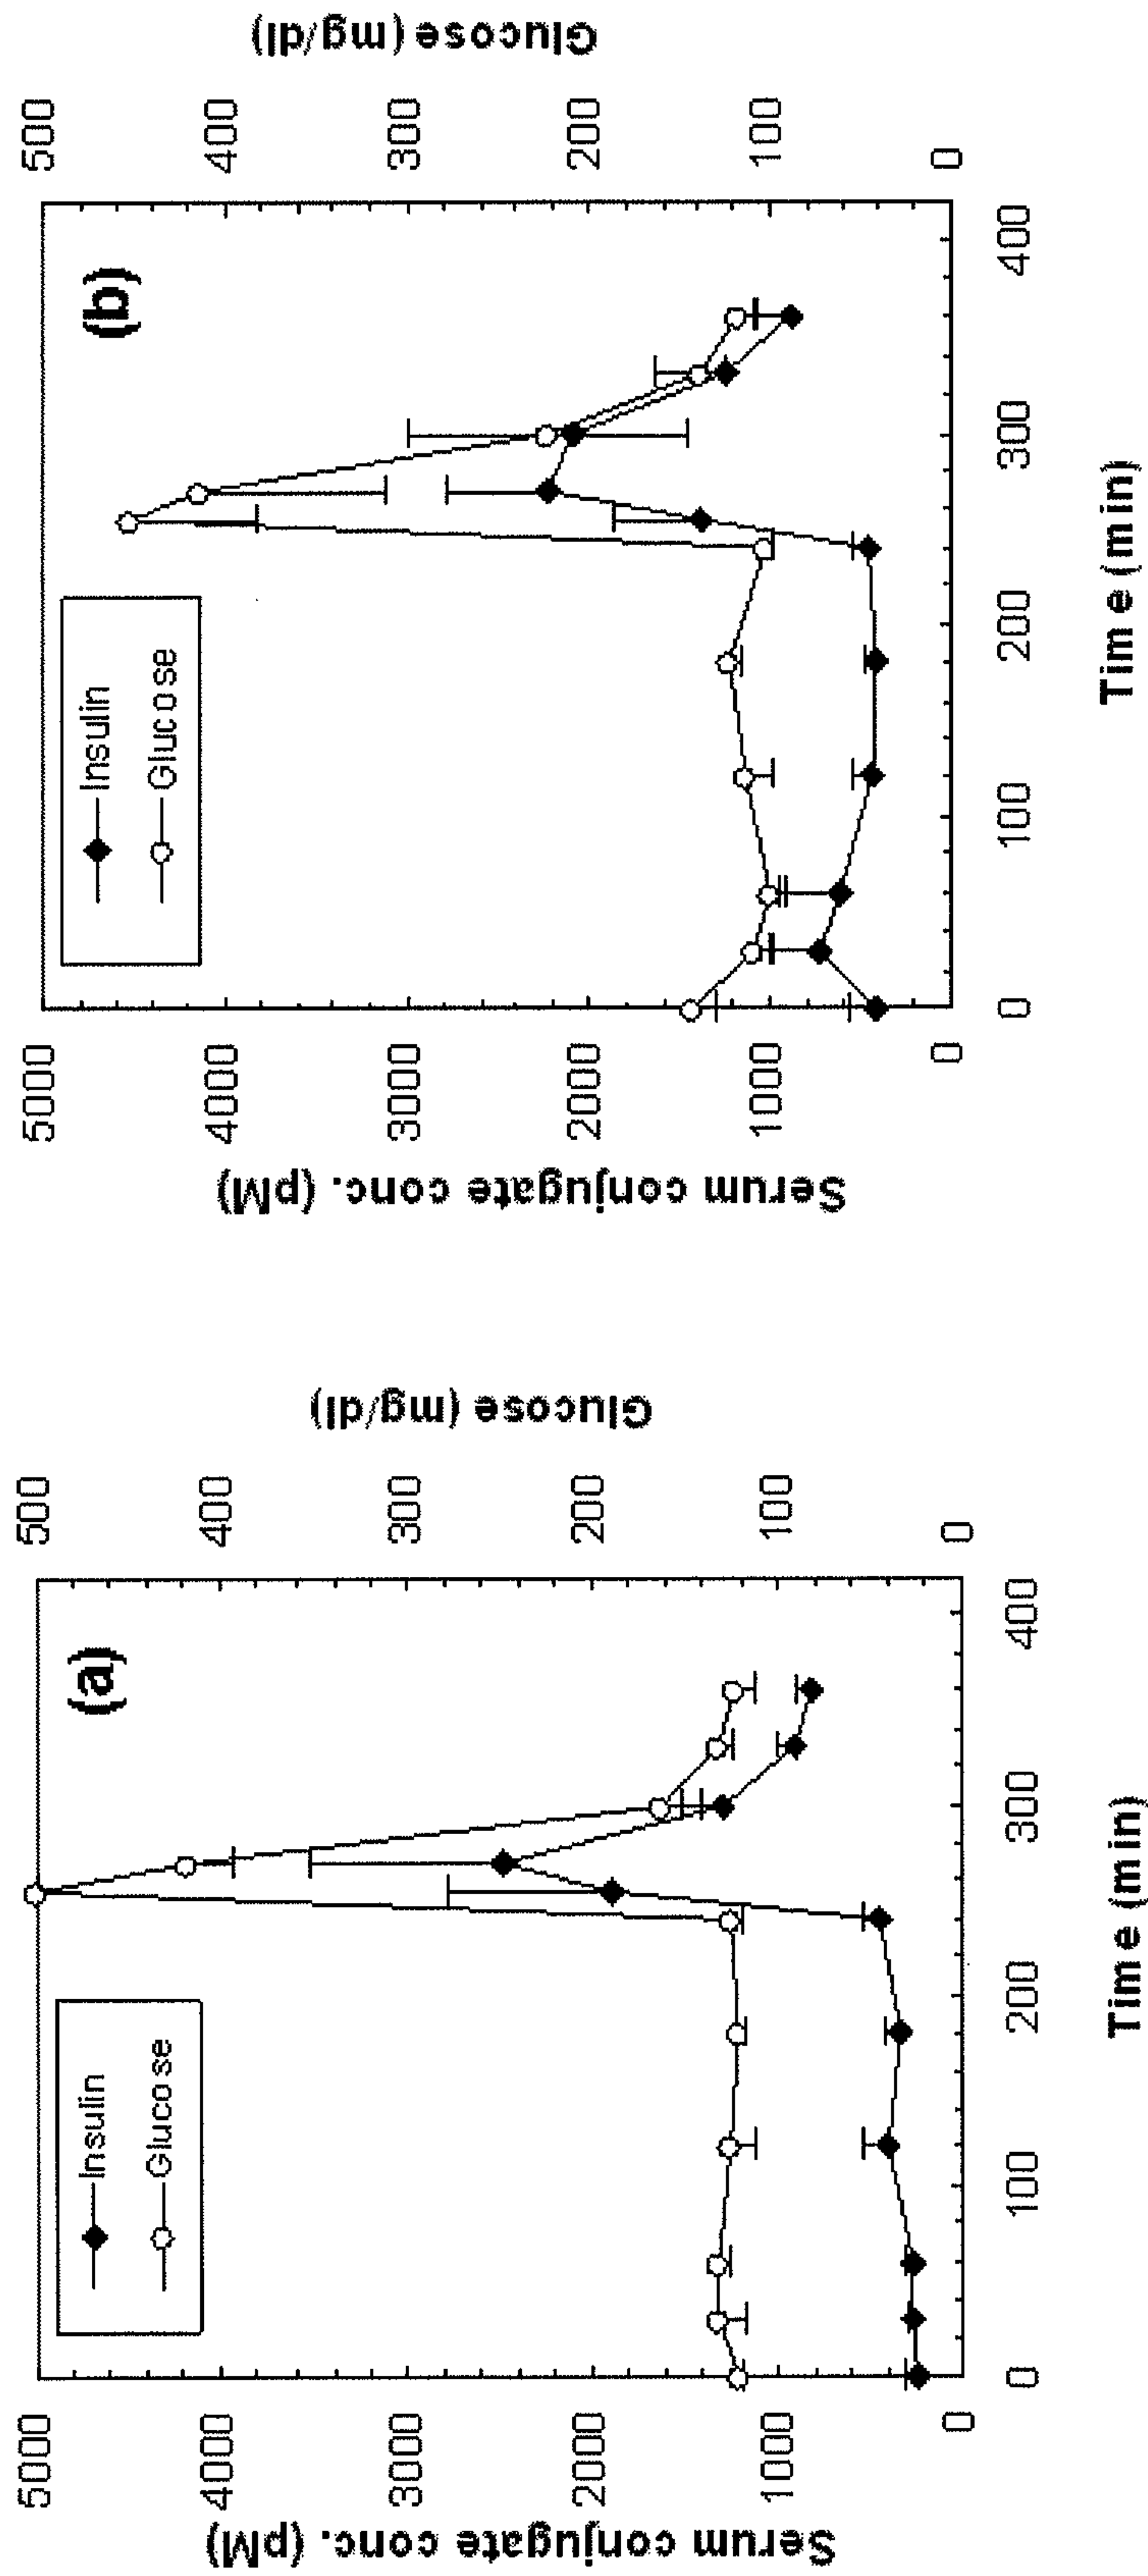 (a)
Insulin
Glucose
Serum conjugate conc. (pM)
5000
4000
3000
2000
1000
0
Glucose (mg/dl)
500
400
300
200
100
0
0
100
200
300
400
Time (min)
(b)
Insulin
Glucose
Serum conjugate conc. (pM)
5000
4000
3000
2000
1000
0
Glucose (mg/dl)
500
400
300
200
100
0
0
100
200
300
400
Time (min)